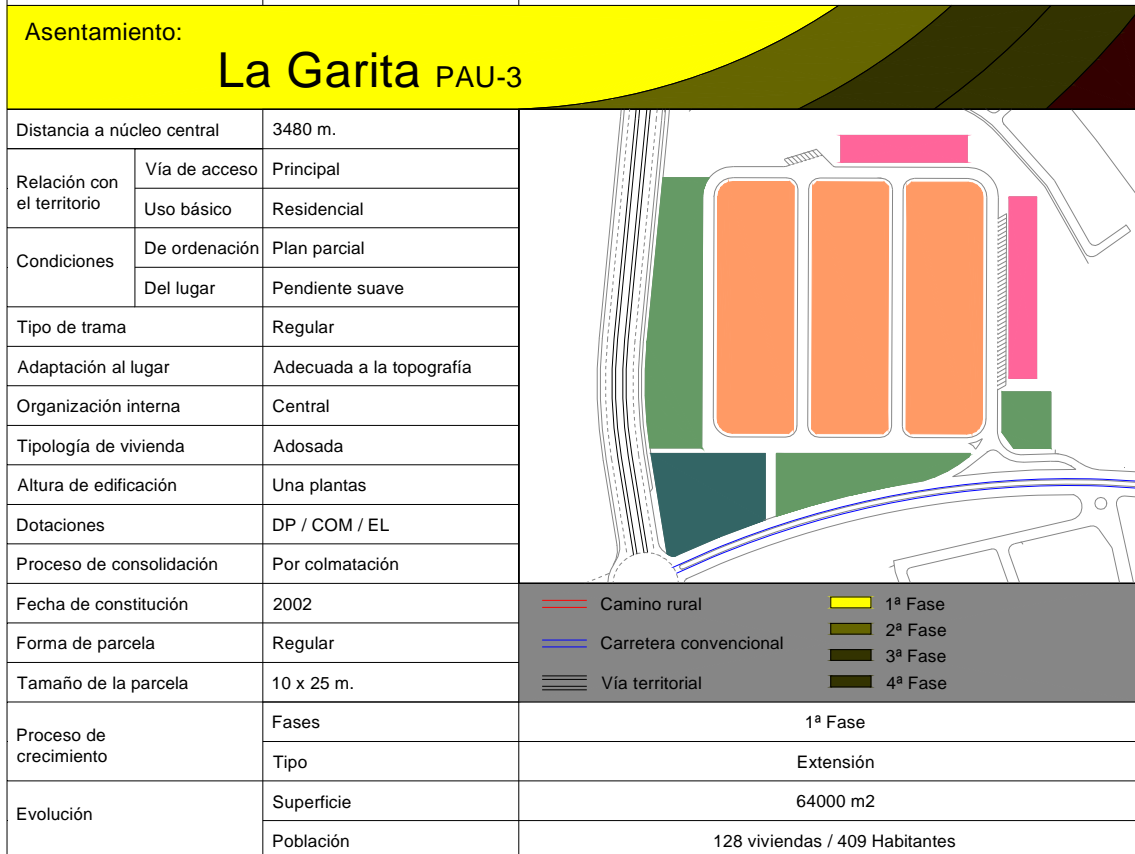 Asentamiento:
La Garita PAU-3
Distancia a núcleo central 3480 m.
Relación con el territorio Vía de acceso Principal
Uso básico Residencial
Condiciones De ordenación Plan parcial
Del lugar Pendiente suave
Tipo de trama Regular
Adaptación al lugar Adecuada a la topografía
Organización interna Central
Tipología de vivienda Adosada
Altura de edificación Una plantas
Dotaciones DP / COM / EL
Proceso de consolidación Por colmatación
Fecha de constitución 2002
Forma de parcela Regular
Tamaño de la parcela 10 x 25 m.
Camino rural
Carretera convencional
Vía territorial
1ª Fase
2ª Fase
3ª Fase
4ª Fase
Proceso de crecimiento Fases 1ª Fase
Tipo Extensión
Evolución Superficie 64000 m2
Población 128 viviendas / 409 Habitantes